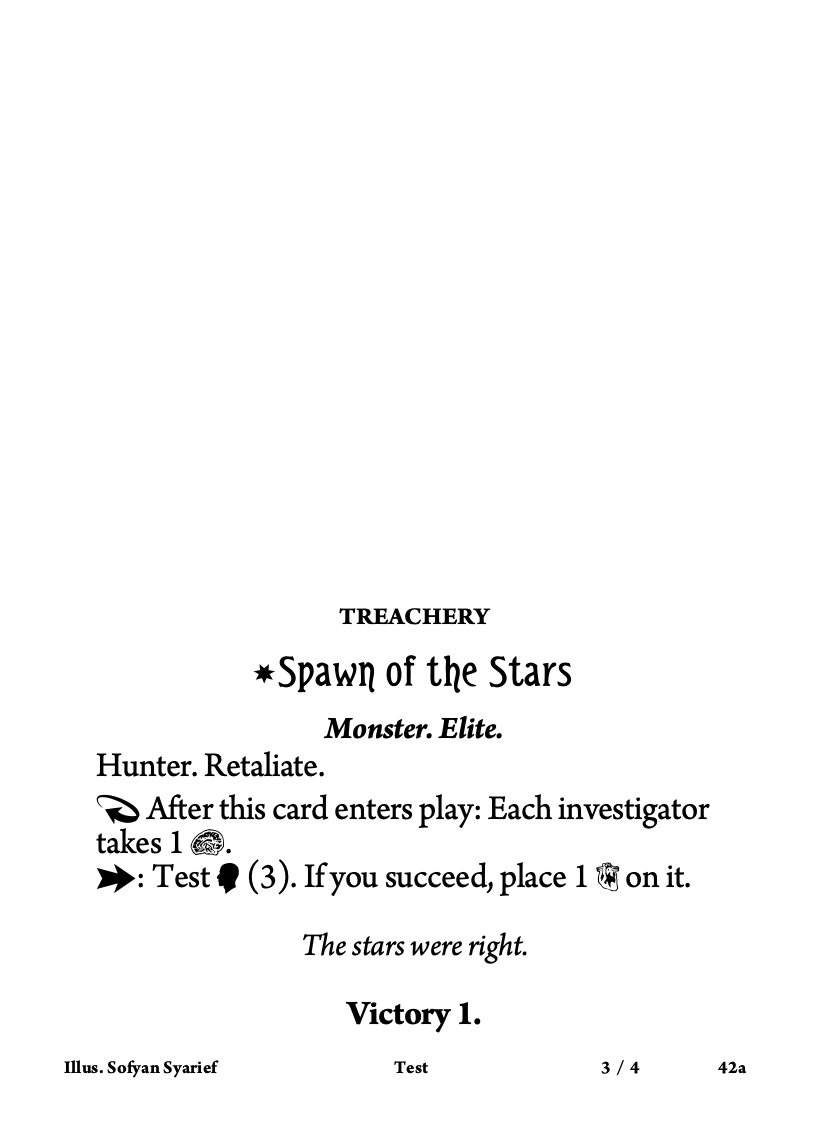 TREACHERY
✷Spawn of the Stars
Monster. Elite.
Hunter. Retaliate.
After this card enters play: Each investigator
takes 1 .
: Test (3). If you succeed, place 1 on it.
The stars were right.
Victory 1.
Illus. Sofyan Syarief Test 3 / 4 42a